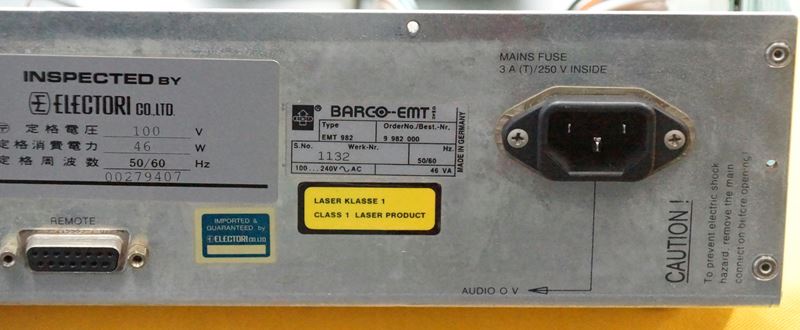 INSPECTED BY
ELECTORI CO.,LTD.
定格電圧 100 V
定格消費電力 46 W
定格周波数 50/60 Hz
00279407
REMOTE
IMPORTED &
GUARANTEED by
ELECTORI CO.,LTD.
BARCO-EMT
Type OrderNo./Best.-Nr.
EMT 982 9 982 000
S.No. Werk-Nr. Hz
1132 50/60
100...240V~AC 46 VA
MADE IN GERMANY
LASER KLASSE 1
CLASS 1 LASER PRODUCT
MAINS FUSE
3 A (T)/250 V INSIDE
AUDIO O V
CAUTION!
To prevent electric shock
hazard, remove the main
connection before opening!